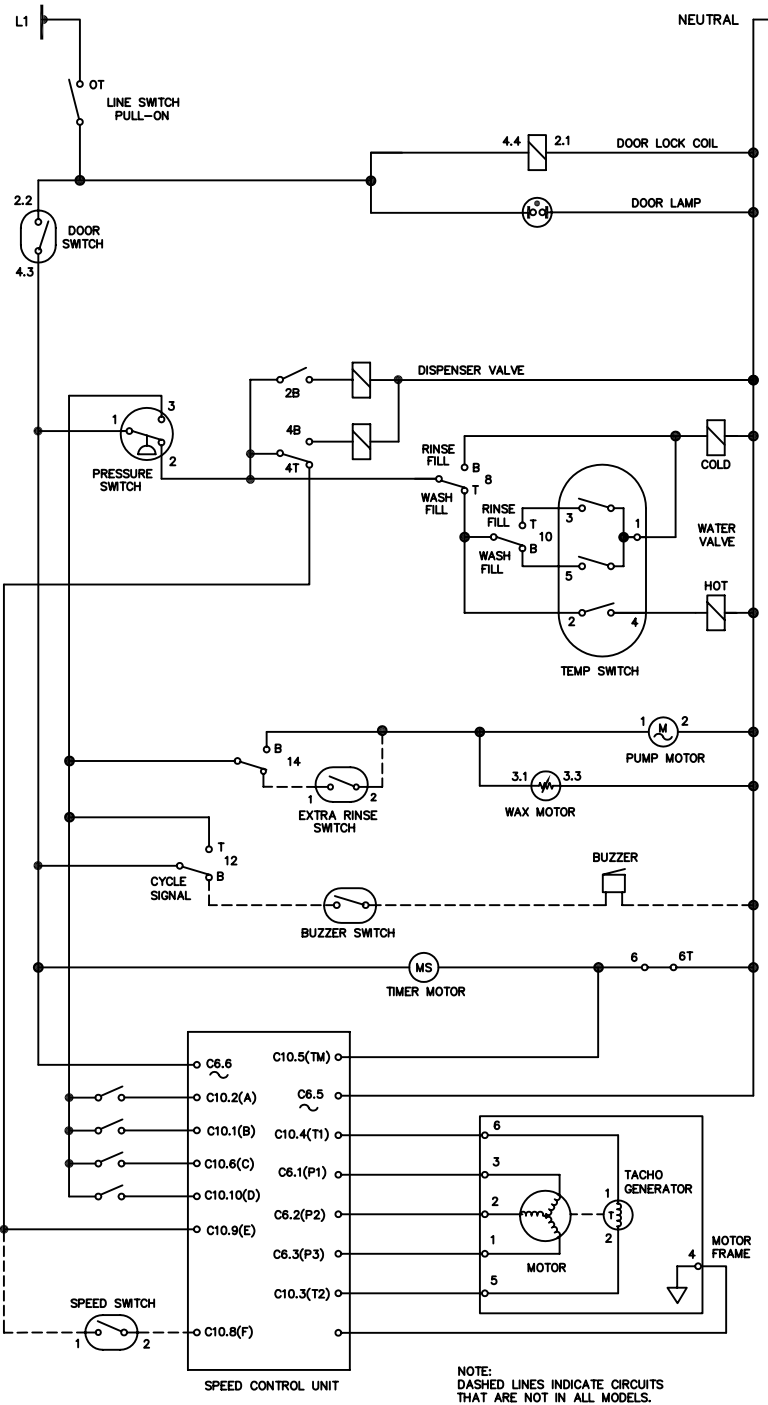 L1
NEUTRAL
OT
LINE SWITCH
PULL-ON
4.4
2.1
DOOR LOCK COIL
2.2
DOOR LAMP
DOOR
SWITCH
4.3
DISPENSER VALVE
2B
3
1
4B
2
4T
PRESSURE
SWITCH
RINSE
FILL
B
8
T
WASH
FILL
COLD
RINSE
FILL
T
10
B
WASH
FILL
3
1
5
WATER
VALVE
HOT
2
4
TEMP SWITCH
B
14
1
M
2
PUMP MOTOR
1
2
3.1
3.3
EXTRA RINSE
SWITCH
WAX MOTOR
T
12
B
CYCLE
SIGNAL
BUZZER
BUZZER SWITCH
MS
6
6T
TIMER MOTOR
C6.6
C10.5(TM)
C10.2(A)
C6.5
C10.1(B)
C10.4(T1)
6
C10.6(C)
C6.1(P1)
3
TACHO
GENERATOR
C10.10(D)
C6.2(P2)
2
1
T
C10.9(E)
C6.3(P3)
1
2
MOTOR
4
MOTOR
FRAME
C10.3(T2)
5
SPEED SWITCH
1
2
C10.8(F)
SPEED CONTROL UNIT
NOTE:
DASHED LINES INDICATE CIRCUITS
THAT ARE NOT IN ALL MODELS.